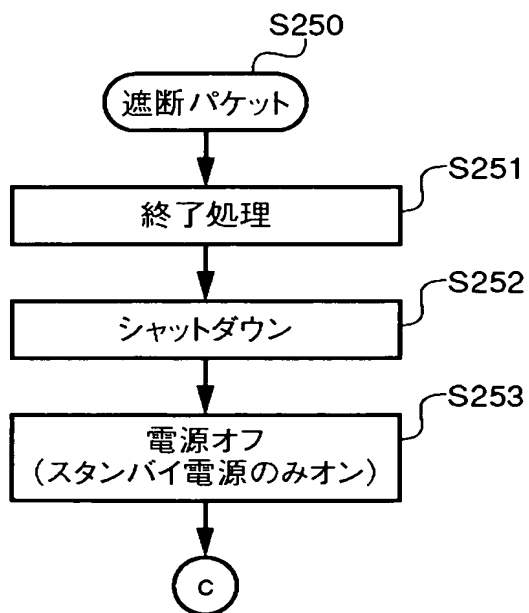 S250
遮断パケット
S251
終了処理
S252
シャットダウン
S253
電源オフ
(スタンバイ電源のみオン)
c